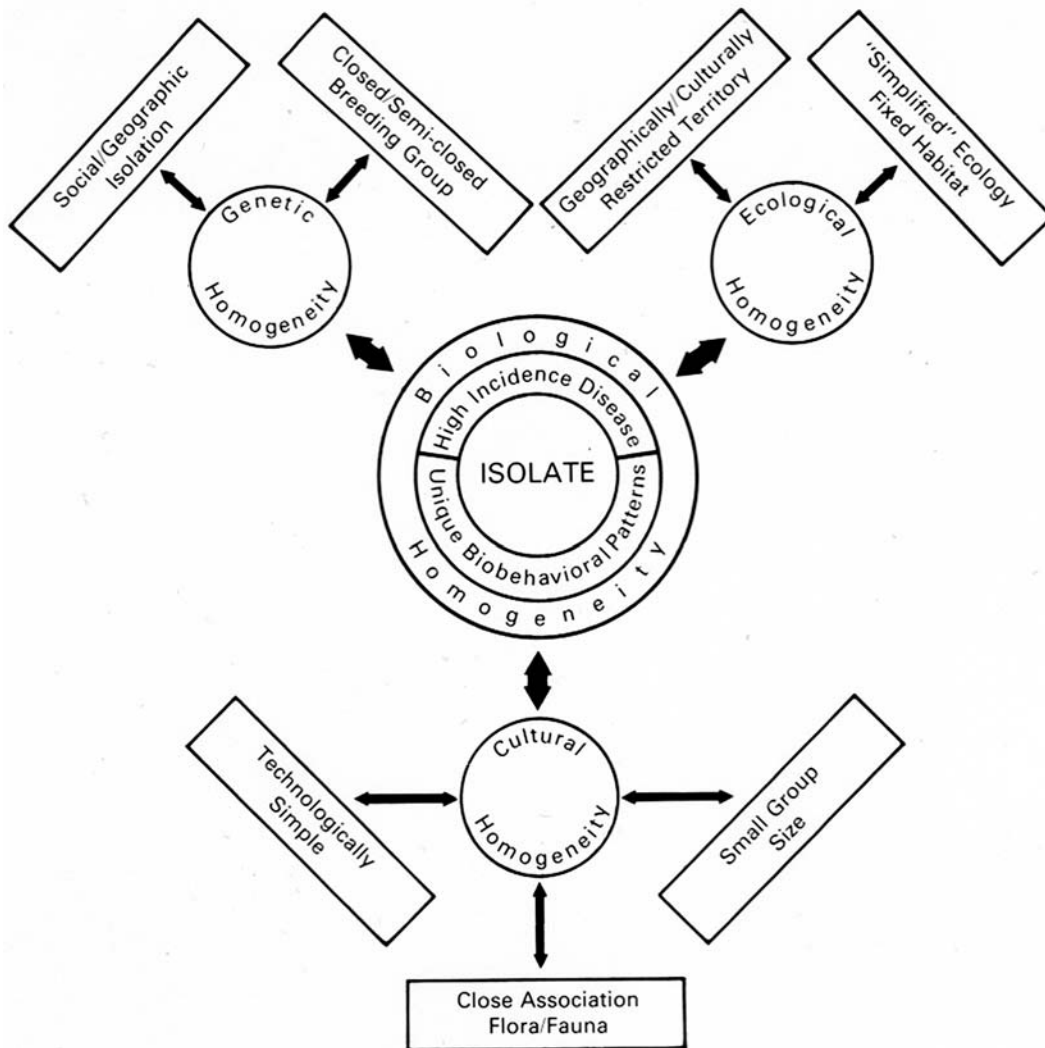 Social/Geographic
Isolation
Closed/Semi-closed
Breeding Group
Geographically/Culturally
Restricted Territory
"Simplified" Ecology
Fixed Habitat
Genetic
Homogeneity
Ecological
Homogeneity
Biological
High Incidence Disease
ISOLATE
Unique Biobehavioral Patterns
Homogeneity
Cultural
Homogeneity
Technologically
Simple
Small Group
Size
Close Association
Flora/Fauna